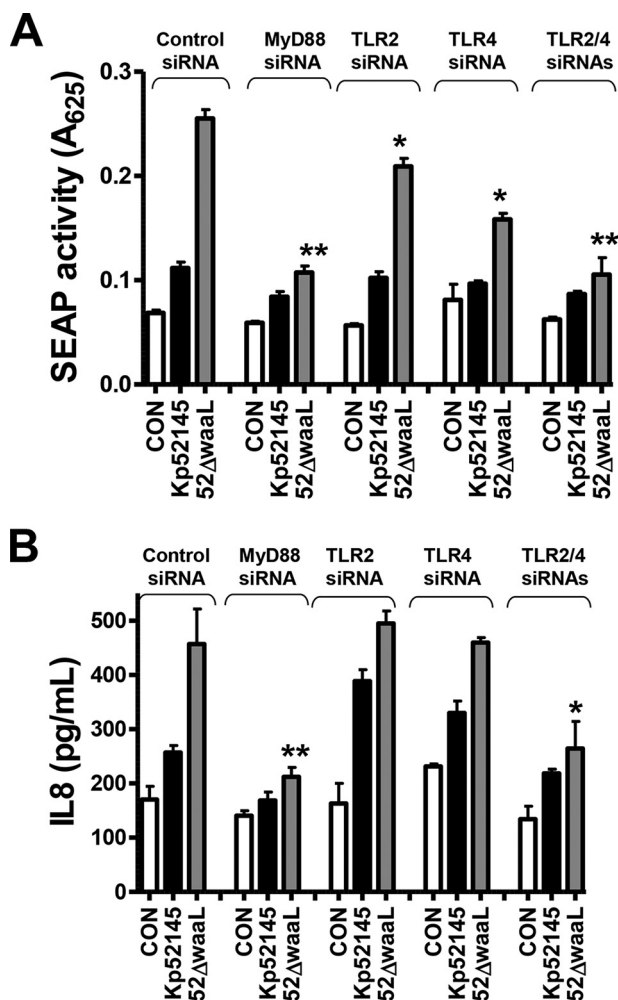 A
Control siRNA
MyD88 siRNA
TLR2 siRNA
TLR4 siRNA
TLR2/4 siRNAs
SEAP activity (A625)
0.3
0.2
0.1
0.0
**
*
*
**
CON
Kp52145
52ΔwaaL
CON
Kp52145
52ΔwaaL
CON
Kp52145
52ΔwaaL
CON
Kp52145
52ΔwaaL
CON
Kp52145
52ΔwaaL
B
Control siRNA
MyD88 siRNA
TLR2 siRNA
TLR4 siRNA
TLR2/4 siRNAs
IL8 (pg/mL)
500
400
300
200
100
0
**
*
CON
Kp52145
52ΔwaaL
CON
Kp52145
52ΔwaaL
CON
Kp52145
52ΔwaaL
CON
Kp52145
52ΔwaaL
CON
Kp52145
52ΔwaaL